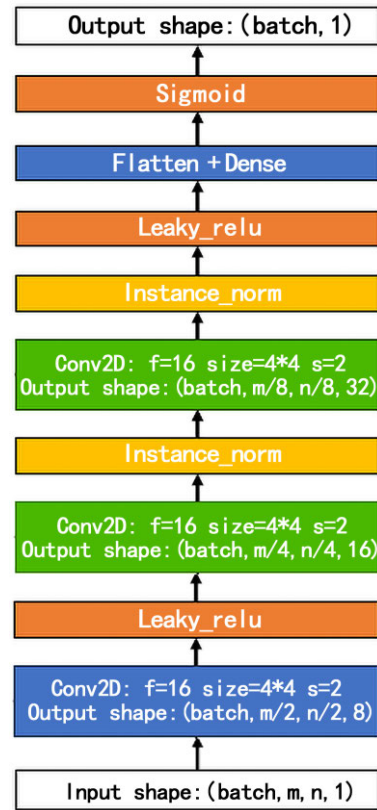 Output shape:(batch,1)
Sigmoid
Flatten+Dense
Leaky_relu
Instance_norm
Conv2D: f=16 size=4*4 s=2
Output shape:(batch,m/8,n/8,32)
Instance_norm
Conv2D: f=16 size=4*4 s=2
Output shape:(batch,m/4,n/4,16)
Leaky_relu
Conv2D: f=16 size=4*4 s=2
Output shape:(batch,m/2,n/2,8)
Input shape:(batch,m,n,1)